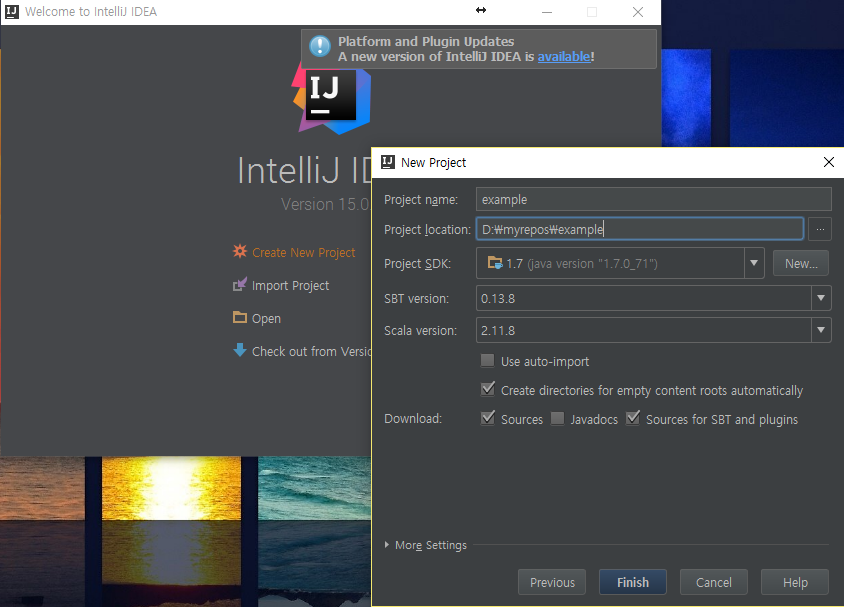 Welcome to IntelliJ IDEA
Platform and Plugin Updates
A new version of IntelliJ IDEA is available!
IJ
IntelliJ ID
Version 15.0
Create New Project
Import Project
Open
Check out from Versic
IJ New Project
Project name: example
Project location: D:₩myrepos₩example ...
Project SDK: 1.7 (java version "1.7.0_71") New...
SBT version: 0.13.8
Scala version: 2.11.8
Use auto-import
Create directories for empty content roots automatically
Download: Sources Javadocs Sources for SBT and plugins
More Settings
Previous Finish Cancel Help